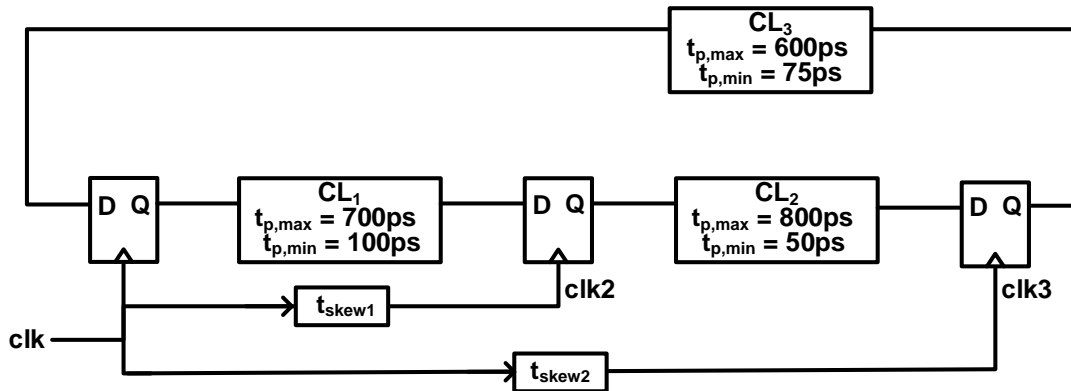 CL₃
tₚ,ₘₐₓ = 600ps
tₚ,ₘᵢₙ = 75ps
D Q
CL₁
tₚ,ₘₐₓ = 700ps
tₚ,ₘᵢₙ = 100ps
D Q
CL₂
tₚ,ₘₐₓ = 800ps
tₚ,ₘᵢₙ = 50ps
D Q
tskew1
clk2
clk3
clk
tskew2